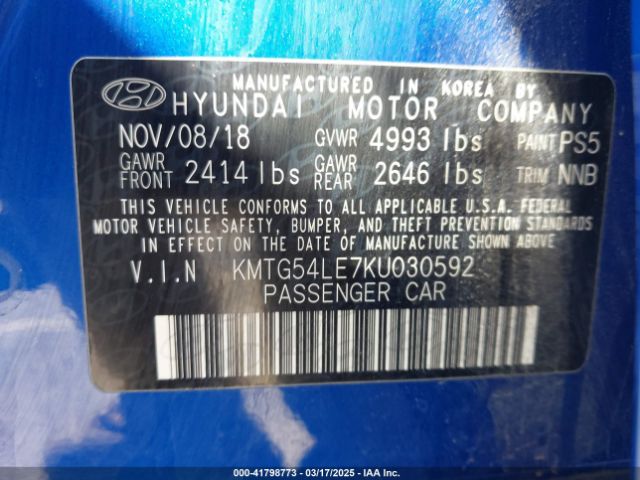 MANUFACTURED IN KOREA BY
HYUNDAI MOTOR COMPANY
NOV/08/18 GVWR 4993 lbs PAINT PS5
GAWR FRONT 2414 lbs GAWR REAR 2646 lbs TRIM NNB
THIS VEHICLE CONFORMS TO ALL APPLICABLE U.S.A. FEDERAL
MOTOR VEHICLE SAFETY, BUMPER, AND THEFT PREVENTION STANDARDS
IN EFFECT ON THE DATE OF MANUFACTURE SHOWN ABOVE
V.I.N KMTG54LE7KU030592
PASSENGER CAR
000-41798773 - 03/17/2025 - IAAI.COM